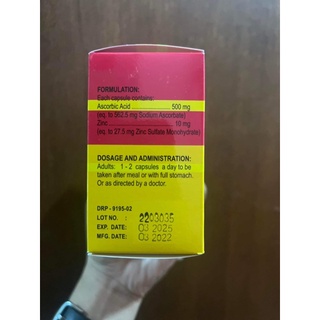 FORMULATION:
Each capsule contains:
Ascorbic Acid 500 mg
(eq. to 562.5 mg Sodium Ascorbate)
Zinc 10 mg
(eq. to 27.5 mg Zinc Sulfate Monohydrate)
DOSAGE AND ADMINISTRATION:
Adults: 1 - 2 capsules a day to be
taken after meal or with full stomach.
Or as directed by a doctor.
DRP - 9195-02
LOT NO. : 2203035
EXP. DATE: 03 2025
MFG. DATE: 03 2022